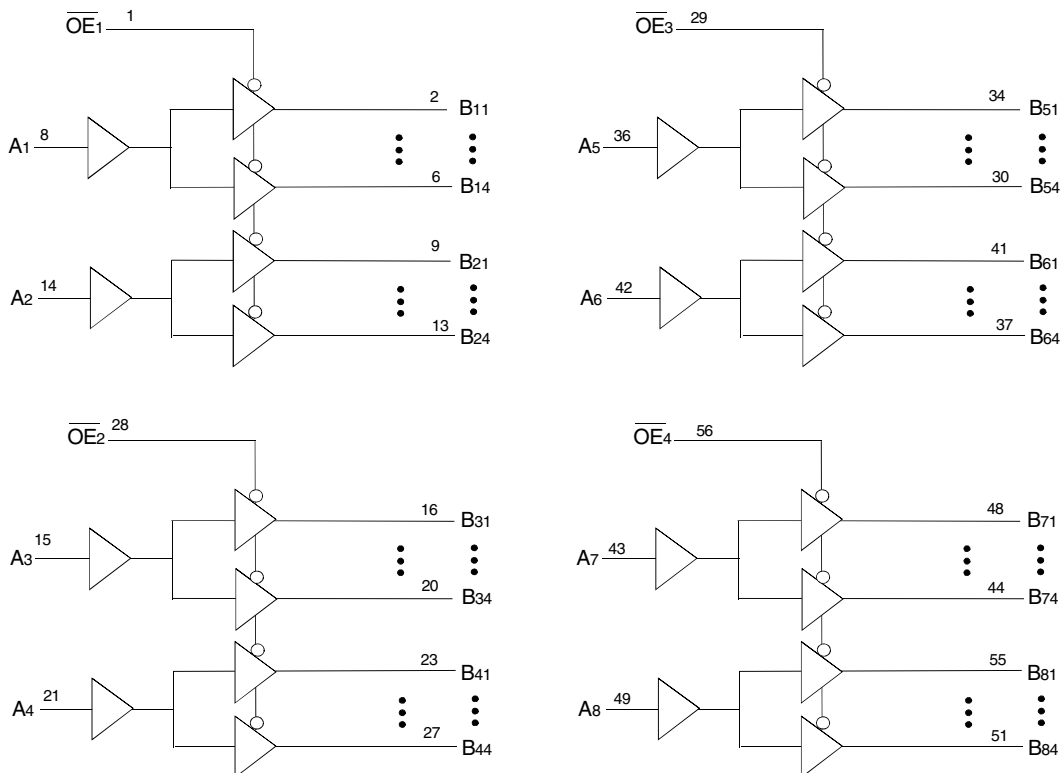 OE1 1
2 B11
A1 8
6 B14
9 B21
A2 14
13 B24
OE3 29
34 B51
A5 36
30 B54
41 B61
A6 42
37 B64
OE2 28
16 B31
A3 15
20 B34
23 B41
A4 21
27 B44
OE4 56
48 B71
A7 43
44 B74
55 B81
A8 49
51 B84